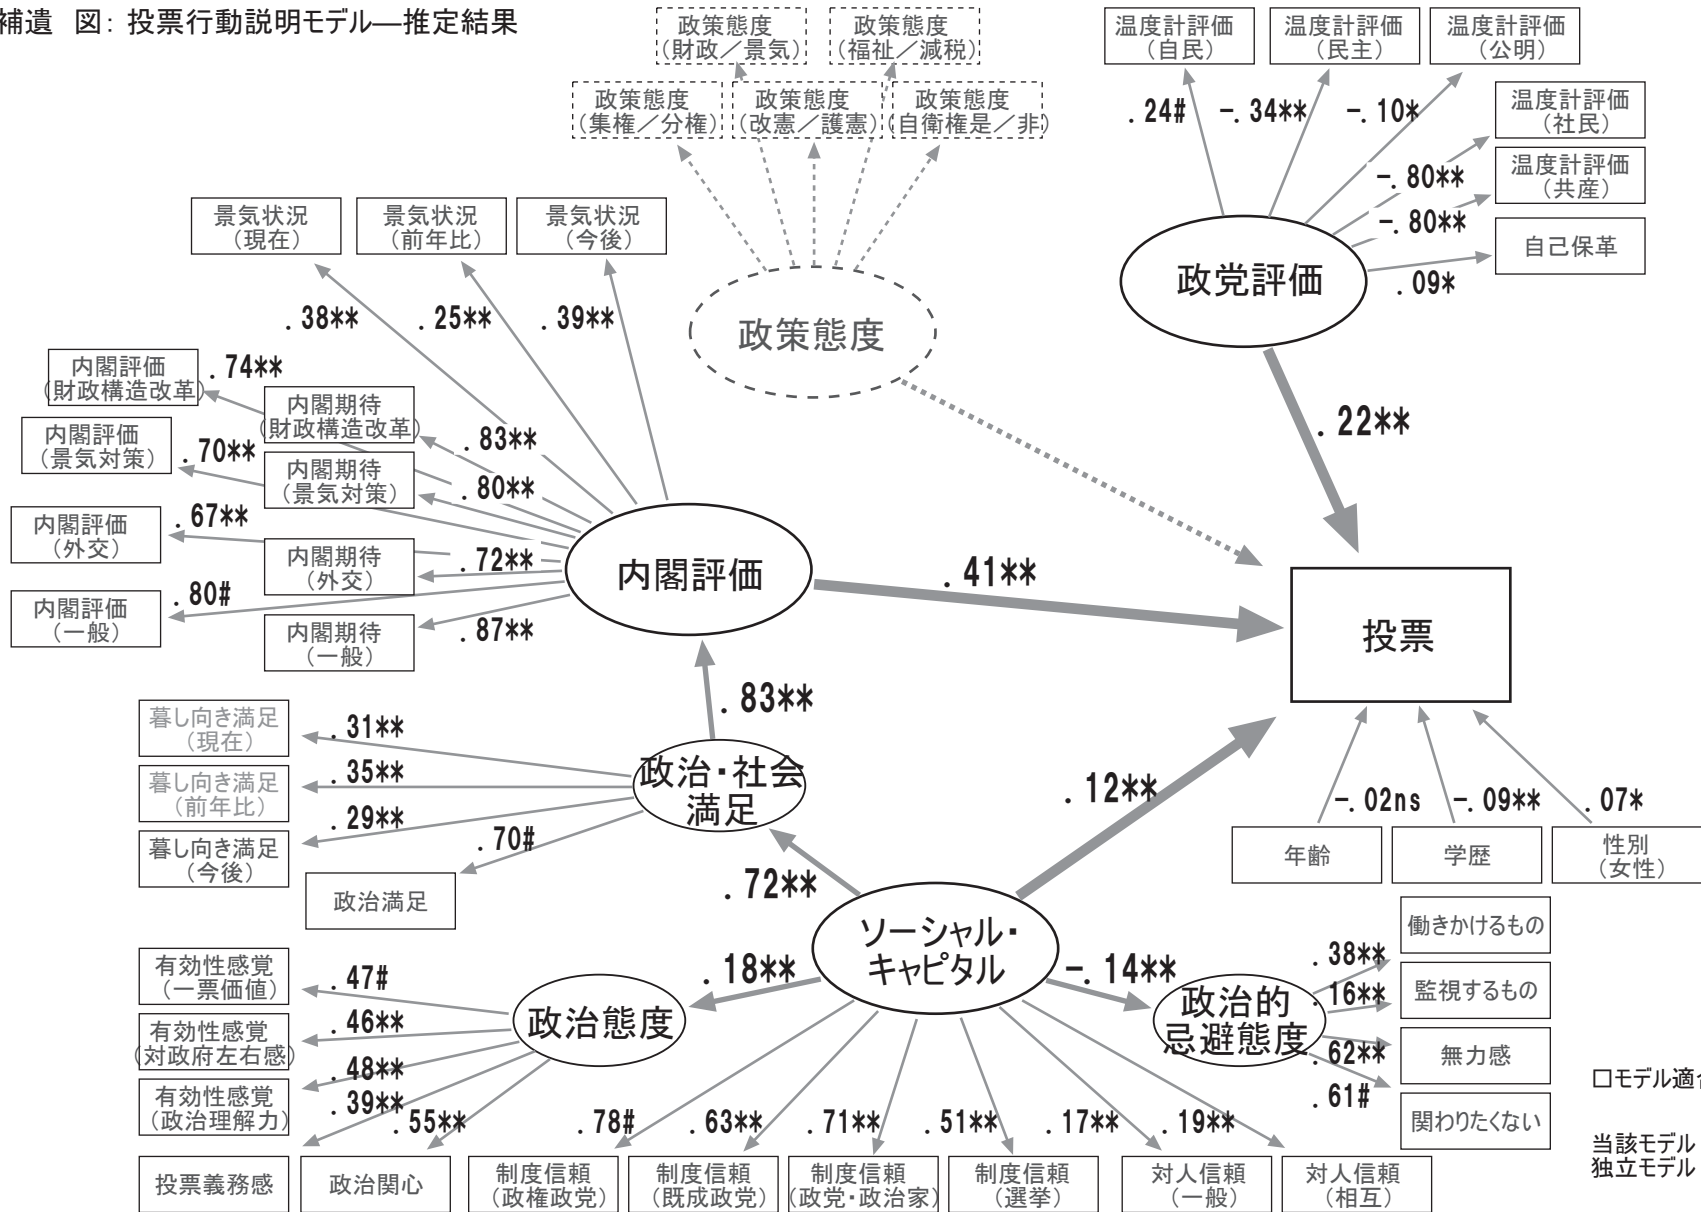 補遺 図：投票行動説明モデル―推定結果
政策態度
（財政／景気）
政策態度
（福祉／減税）
政策態度
（集権／分権）
政策態度
（改憲／護憲）
政策態度
（自衛権是／非）
温度計評価
（自民）
温度計評価
（民主）
温度計評価
（公明）
温度計評価
（社民）
温度計評価
（共産）
自己保革
.24#
-.34**
-.10*
-.80**
-.80**
.09*
政党評価
政策態度
景気状況
（現在）
景気状況
（前年比）
景気状況
（今後）
.38**
.25**
.39**
内閣評価
（財政構造改革）
.74**
内閣期待
（財政構造改革）
.83**
内閣評価
（景気対策）
.70**
内閣期待
（景気対策）
.80**
内閣評価
（外交）
.67**
内閣期待
（外交）
.72**
内閣評価
（一般）
.80#
内閣期待
（一般）
.87**
内閣評価
.41**
.22**
投票
.83**
暮し向き満足
（現在）
.31**
暮し向き満足
（前年比）
.35**
暮し向き満足
（今後）
.29**
政治満足
.70#
政治・社会
満足
.72**
.12**
-.02ns
-.09**
.07*
年齢
学歴
性別
（女性）
ソーシャル・
キャピタル
.18**
-.14**
有効性感覚
（一票価値）
.47#
有効性感覚
（対政府左右感）
.46**
有効性感覚
（政治理解力）
.48**
.39**
.55**
政治態度
政治的
忌避態度
働きかけるもの
.38**
監視するもの
.16**
無力感
.62**
関わりたくない
.61#
.78#
.63**
.71**
.51**
.17**
.19**
投票義務感
政治関心
制度信頼
（政権政党）
制度信頼
（既成政党）
制度信頼
（政党・政治家）
制度信頼
（選挙）
対人信頼
（一般）
対人信頼
（相互）
□モデル適合
当該モデル
独立モデル